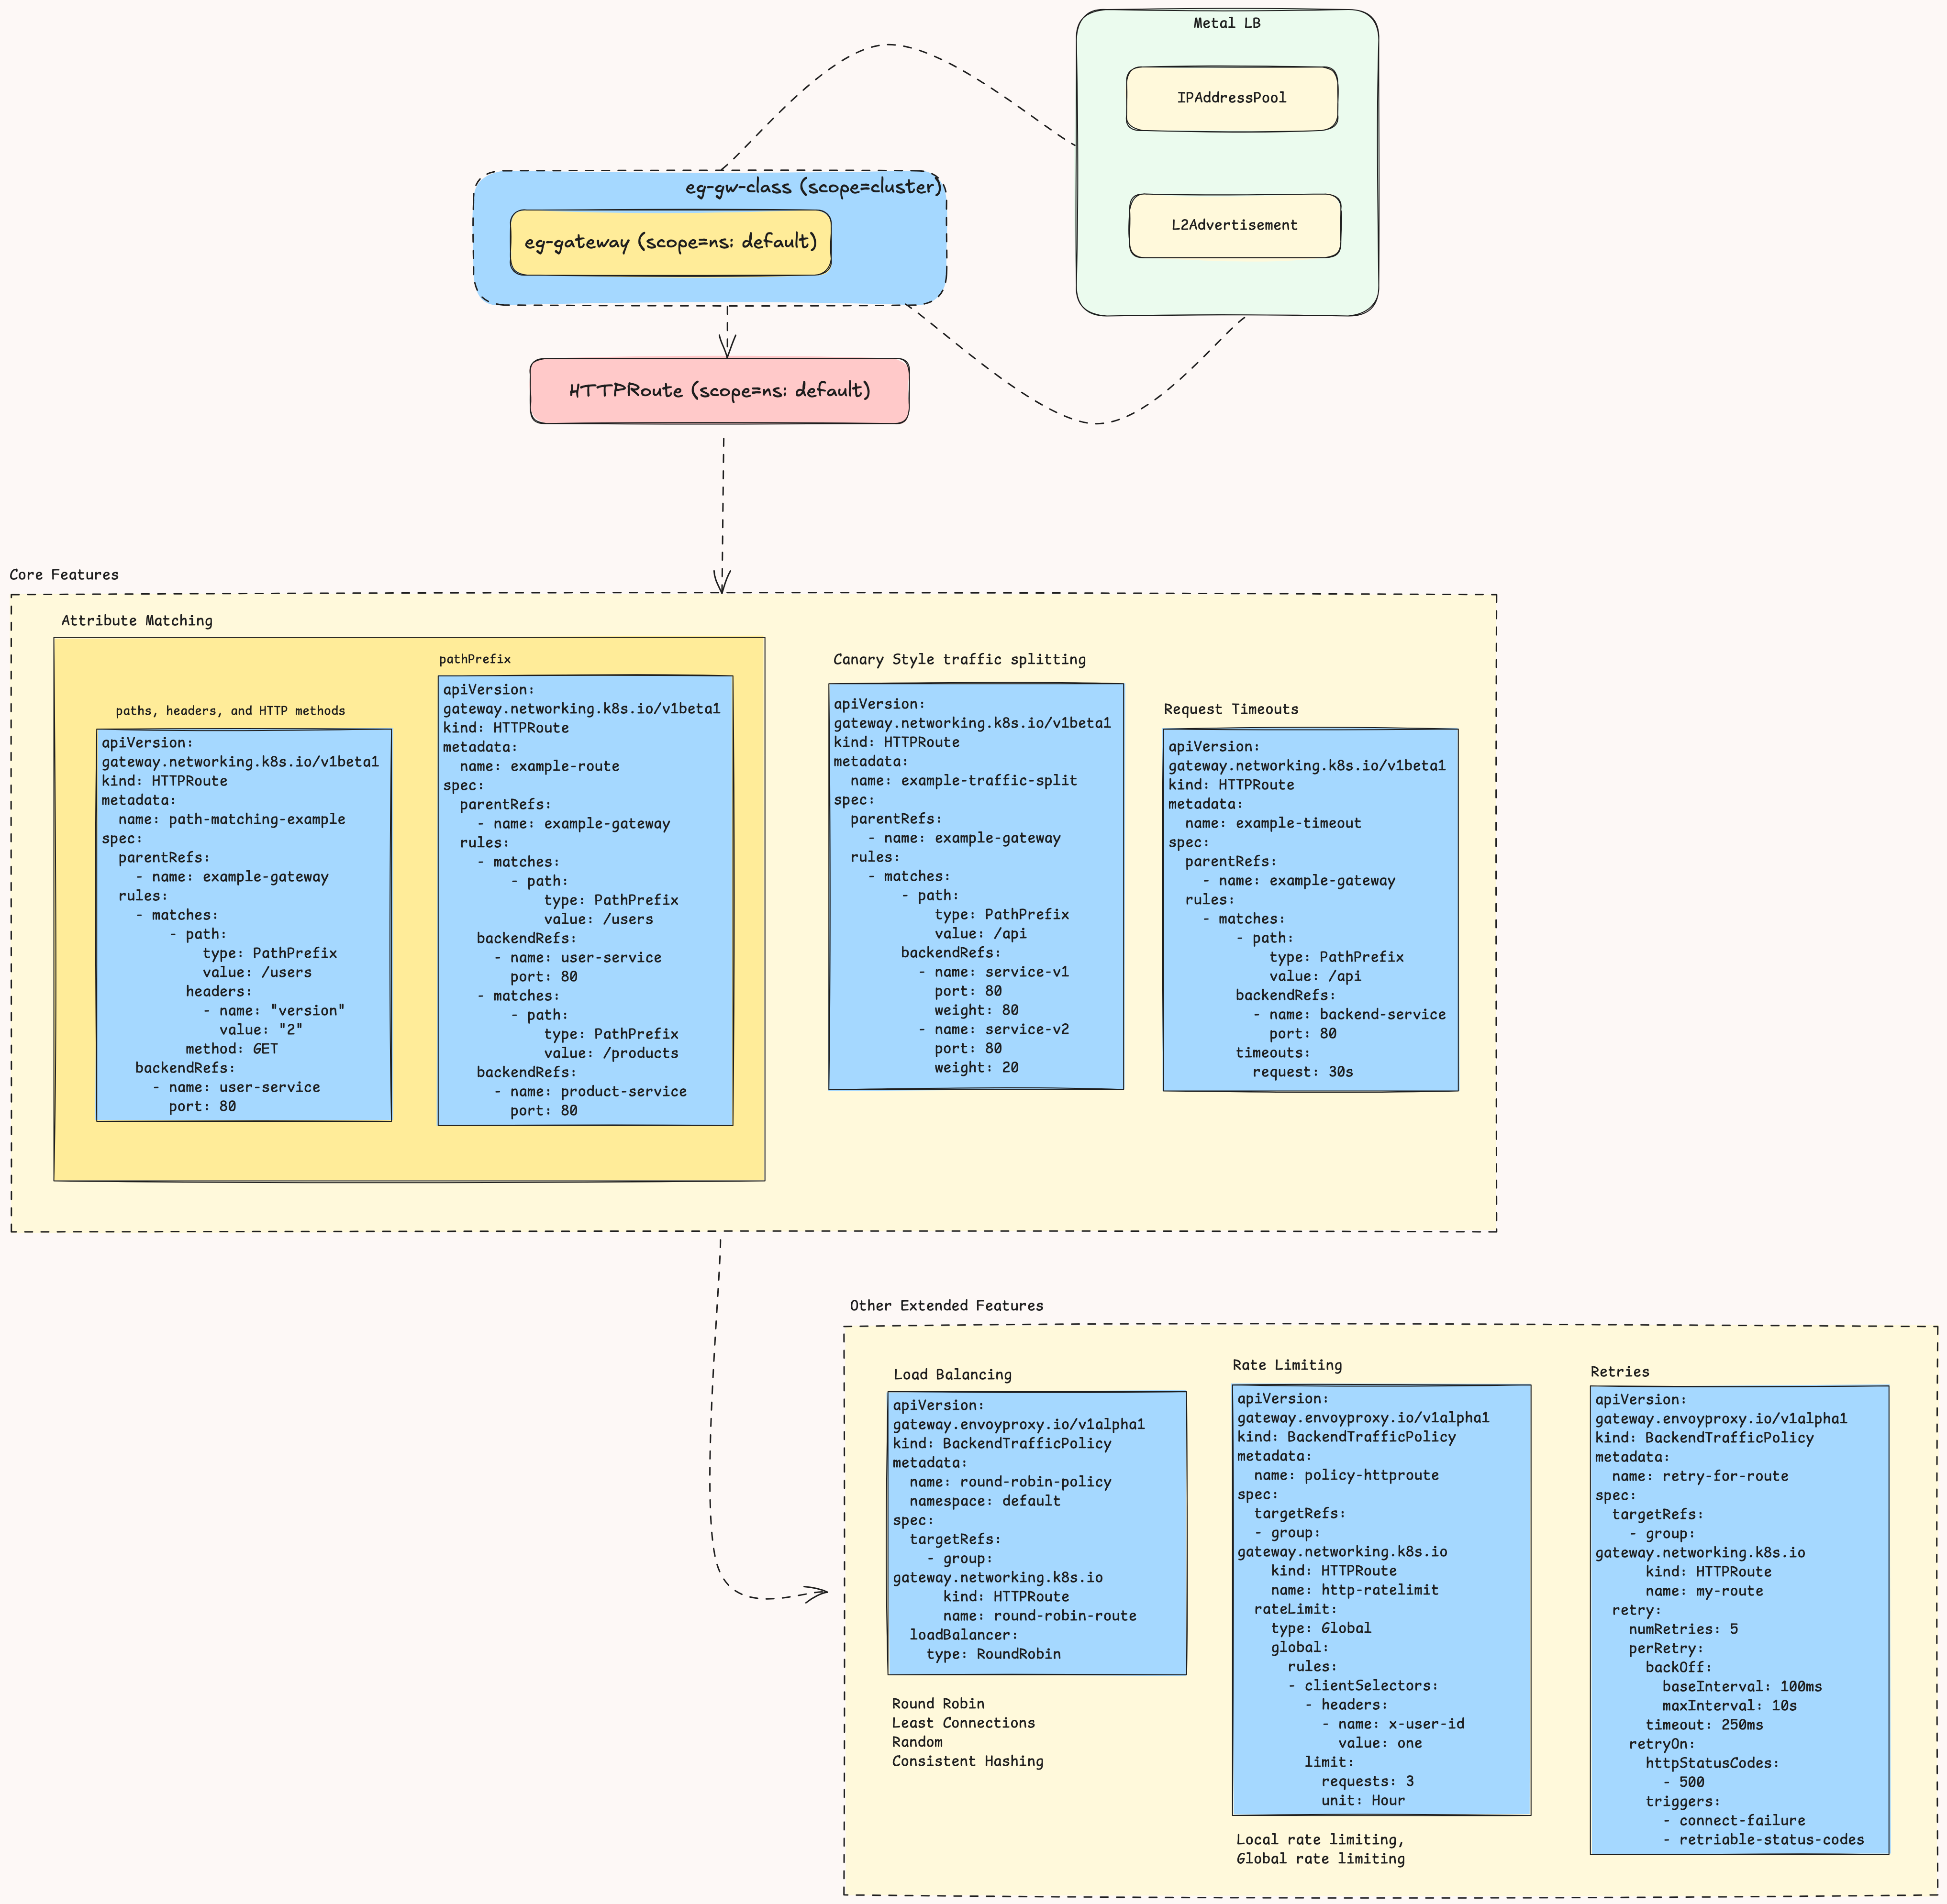 Metal LB
IPAddressPool
L2Advertisement
eg-gw-class (scope=cluster)
eg-gateway (scope=ns: default)
HTTPRoute (scope=ns: default)
Core Features
Attribute Matching
paths, headers, and HTTP methods
apiVersion:
gateway.networking.k8s.io/v1beta1
kind: HTTPRoute
metadata:
  name: path-matching-example
spec:
  parentRefs:
    - name: example-gateway
  rules:
    - matches:
        - path:
            type: PathPrefix
            value: /users
          headers:
            - name: "version"
              value: "2"
          method: GET
    backendRefs:
      - name: user-service
        port: 80
pathPrefix
apiVersion:
gateway.networking.k8s.io/v1beta1
kind: HTTPRoute
metadata:
  name: example-route
spec:
  parentRefs:
    - name: example-gateway
  rules:
    - matches:
        - path:
            type: PathPrefix
            value: /users
    backendRefs:
      - name: user-service
        port: 80
    - matches:
        - path:
            type: PathPrefix
            value: /products
    backendRefs:
      - name: product-service
        port: 80
Canary Style traffic splitting
apiVersion:
gateway.networking.k8s.io/v1beta1
kind: HTTPRoute
metadata:
  name: example-traffic-split
spec:
  parentRefs:
    - name: example-gateway
  rules:
    - matches:
        - path:
            type: PathPrefix
            value: /api
        backendRefs:
          - name: service-v1
            port: 80
            weight: 80
          - name: service-v2
            port: 80
            weight: 20
Request Timeouts
apiVersion:
gateway.networking.k8s.io/v1beta1
kind: HTTPRoute
metadata:
  name: example-timeout
spec:
  parentRefs:
    - name: example-gateway
  rules:
    - matches:
        - path:
            type: PathPrefix
            value: /api
        backendRefs:
          - name: backend-service
            port: 80
        timeouts:
          request: 30s
Other Extended Features
Load Balancing
apiVersion:
gateway.envoyproxy.io/v1alpha1
kind: BackendTrafficPolicy
metadata:
  name: round-robin-policy
  namespace: default
spec:
  targetRefs:
    - group:
gateway.networking.k8s.io
      kind: HTTPRoute
      name: round-robin-route
  loadBalancer:
    type: RoundRobin
Round Robin
Least Connections
Random
Consistent Hashing
Rate Limiting
apiVersion:
gateway.envoyproxy.io/v1alpha1
kind: BackendTrafficPolicy
metadata:
  name: policy-httproute
spec:
  targetRefs:
  - group:
gateway.networking.k8s.io
    kind: HTTPRoute
    name: http-ratelimit
  rateLimit:
    type: Global
    global:
      rules:
      - clientSelectors:
        - headers:
          - name: x-user-id
            value: one
        limit:
          requests: 3
          unit: Hour
Local rate limiting,
Global rate limiting
Retries
apiVersion:
gateway.envoyproxy.io/v1alpha1
kind: BackendTrafficPolicy
metadata:
  name: retry-for-route
spec:
  targetRefs:
    - group:
gateway.networking.k8s.io
      kind: HTTPRoute
      name: my-route
  retry:
    numRetries: 5
    perRetry:
      backOff:
        baseInterval: 100ms
        maxInterval: 10s
      timeout: 250ms
    retryOn:
      httpStatusCodes:
        - 500
      triggers:
        - connect-failure
        - retriable-status-codes